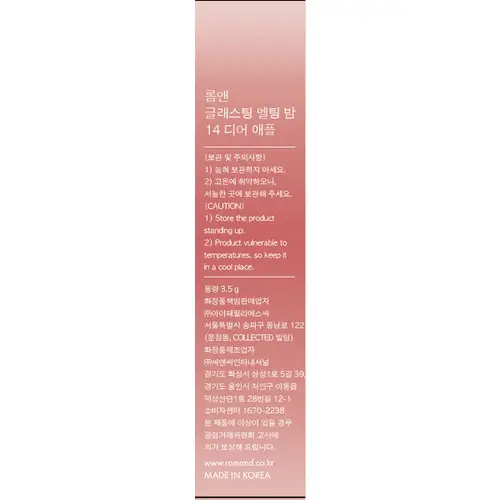 롬앤
글래스팅 멜팅 밤
14 디어 애플
[보관 및 주의사항]
1) 눕혀 보관하지 마세요.
2) 고온에 취약하오니,
서늘한 곳에 보관해 주세요.
[CAUTION]
1) Store the product
standing up.
2) Product vulnerable to
temperatures, so keep it
in a cool place.
용량 3.5 g
화장품책임판매업자
㈜아이패밀리에스씨
서울특별시 송파구 동남로 122
(문정동, COLLECTED 빌딩)
화장품제조업자
㈜씨앤씨인터내셔널
경기도 화성시 삼성1로 5길 39,
경기도 용인시 처인구 이동읍
덕성산단1로 28번길 12-1
소비자센터 1670-2238
본 제품에 이상이 있을 경우
공정거래위원회 고시에
의거 보상해 드립니다.
www.romand.co.kr
MADE IN KOREA